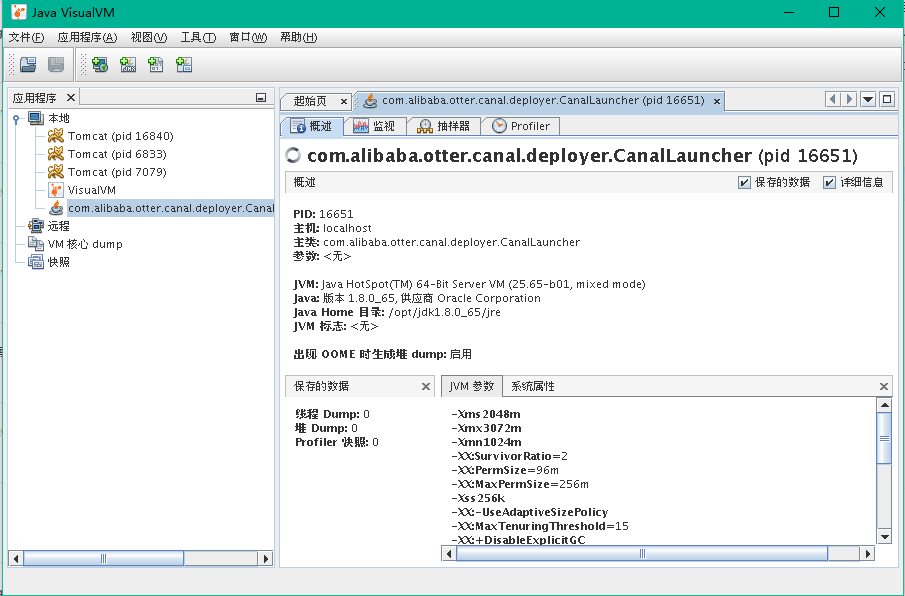 Java VisualVM
文件(F) 应用程序(A) 视图(V) 工具(T) 窗口(W) 帮助(H)
应用程序
本地
Tomcat (pid 16840)
Tomcat (pid 6833)
Tomcat (pid 7079)
VisualVM
com.alibaba.otter.canal.deployer.Canal
远程
VM 核心 dump
快照
起始页 com.alibaba.otter.canal.deployer.CanalLauncher (pid 16651)
概述 监视 抽样器 Profiler
com.alibaba.otter.canal.deployer.CanalLauncher (pid 16651)
概述 保存的数据 详细信息
PID: 16651
主机: localhost
主类: com.alibaba.otter.canal.deployer.CanalLauncher
参数: <无>
JVM: Java HotSpot(TM) 64-Bit Server VM (25.65-b01, mixed mode)
Java: 版本 1.8.0_65, 供应商 Oracle Corporation
Java Home 目录: /opt/jdk1.8.0_65/jre
JVM 标志: <无>
出现 OOME 时生成堆 dump: 启用
保存的数据
线程 Dump: 0
堆 Dump: 0
Profiler 快照: 0
JVM 参数 系统属性
-Xms2048m
-Xmx3072m
-Xmn1024m
-XX:SurvivorRatio=2
-XX:PermSize=96m
-XX:MaxPermSize=256m
-Xss256k
-XX:-UseAdaptiveSizePolicy
-XX:MaxTenuringThreshold=15
-XX:+DisableExplicitGC